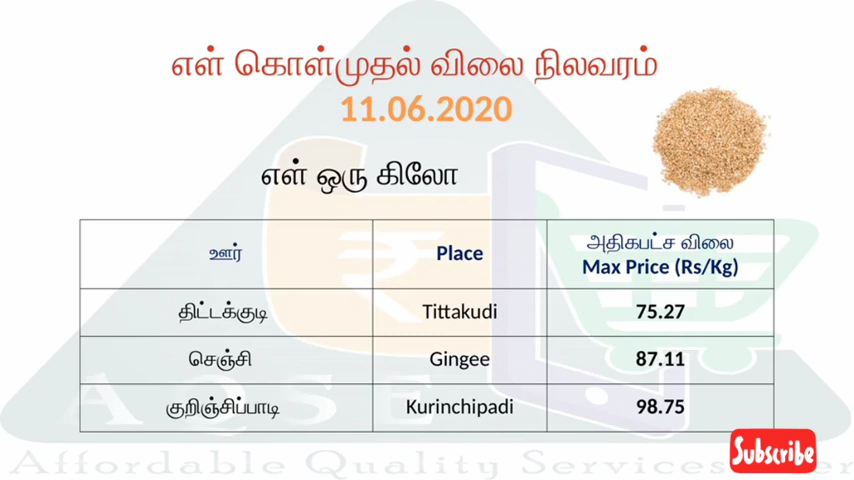 எள் கொள்முதல் விலை நிலவரம்
11.06.2020
எள் ஒரு கிலோ
ஊர் Place அதிகபட்ச விலை
Max Price (Rs/Kg)
திட்டக்குடி Tittakudi 75.27
செஞ்சி Gingee 87.11
குறிஞ்சிப்பாடி Kurinchipadi 98.75
A Q S E
Subscribe
Affordable Quality Services